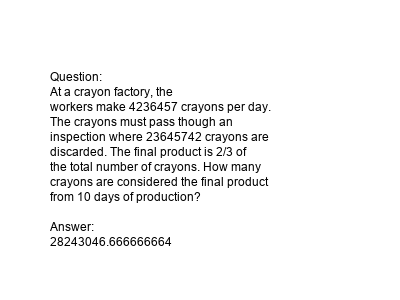 Question:
At a crayon factory, the
workers make 4236457 crayons per day.
The crayons must pass though an
inspection where 23645742 crayons are
discarded. The final product is 2/3 of
the total number of crayons. How many
crayons are considered the final product
from 10 days of production?

Answer:
28243046.666666664